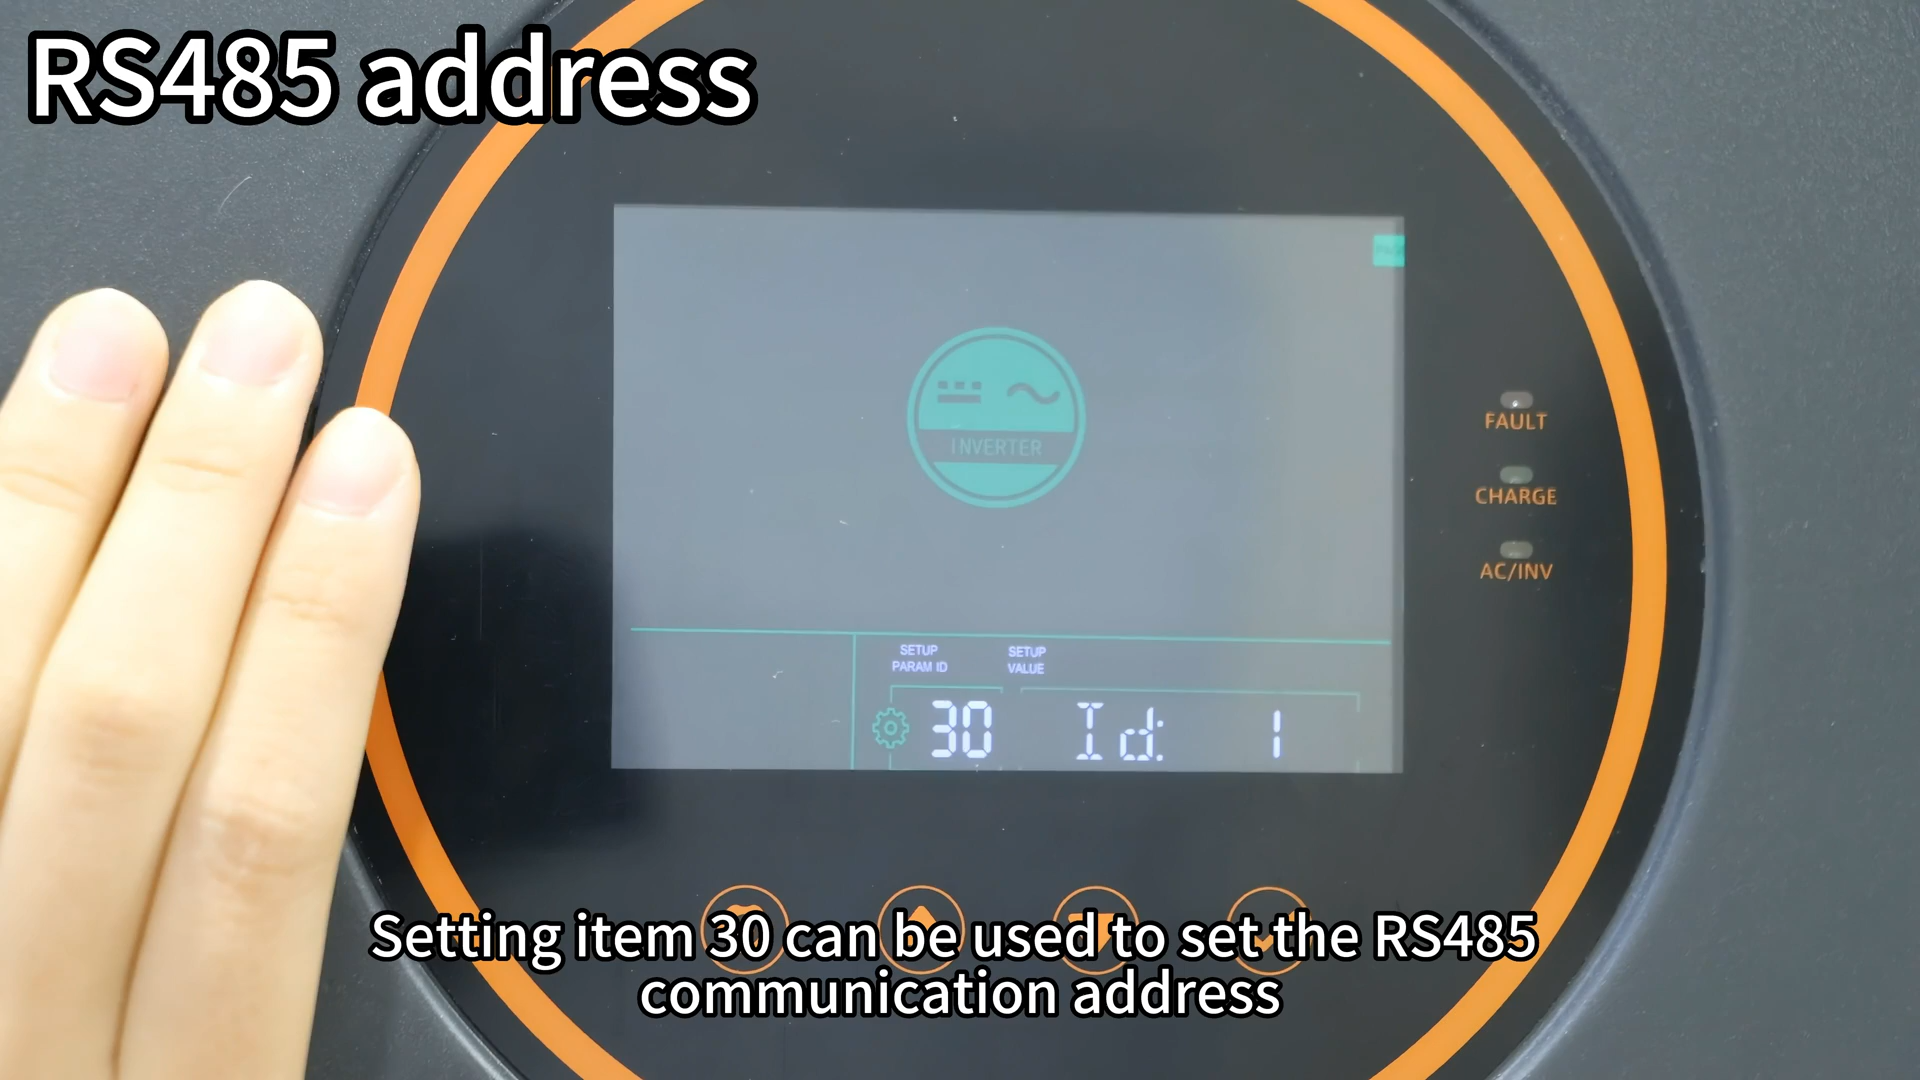 RS485 address
INVERTER
FAULT
CHARGE
AC/INV
SETUP
PARAM ID
SETUP
VALUE
30 Id: 1
Setting item 30 can be used to set the RS485
communication address